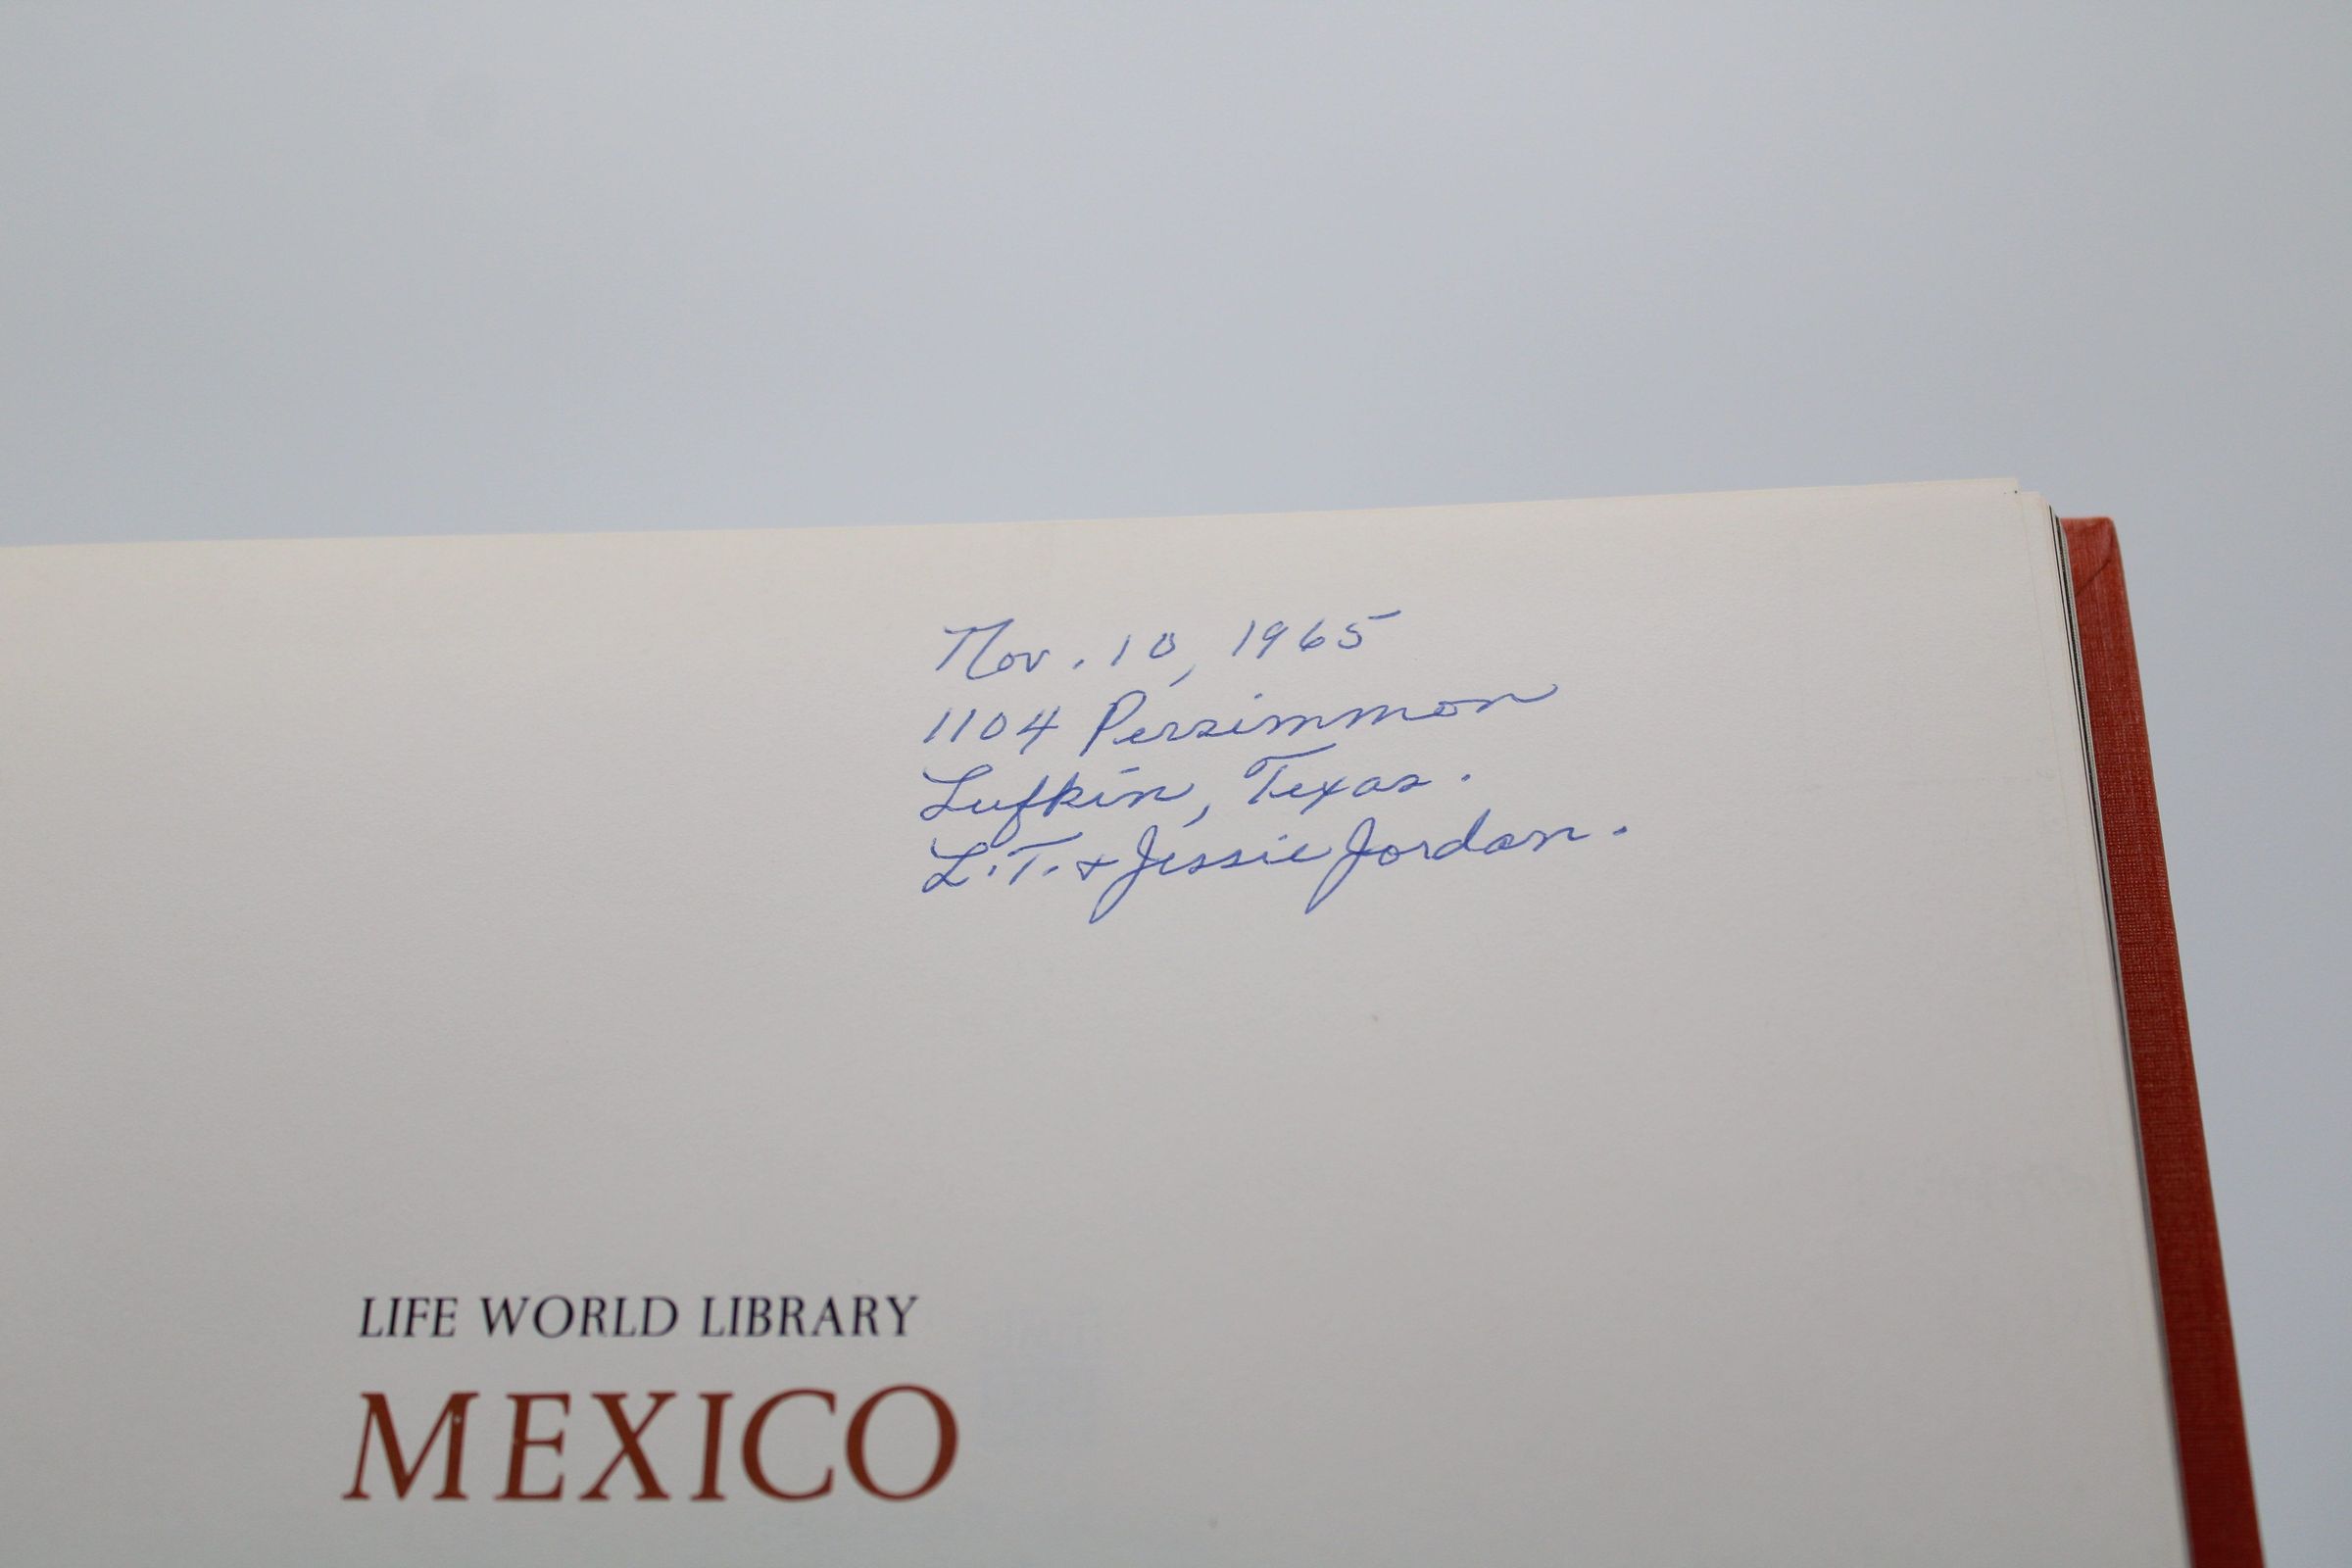 Nov. 10, 1965
1104 Persimmon
Lufkin, Texas.
L.T. & Jessie Jordan.
LIFE WORLD LIBRARY
MEXICO